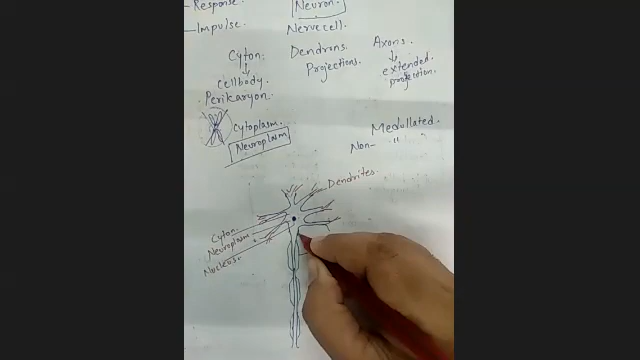 - Response.
Neuron.
- Impulse.
Nervecell.
Cyton.
Dendrons.
Axons.
cellbody.
Projections.
extended
projection.
Perikaryon.
Cytoplasm.
Neuroplasm
Medullated.
Non- " "
Dendrites.
Cyton.
Neuroplasm
Nucleus.